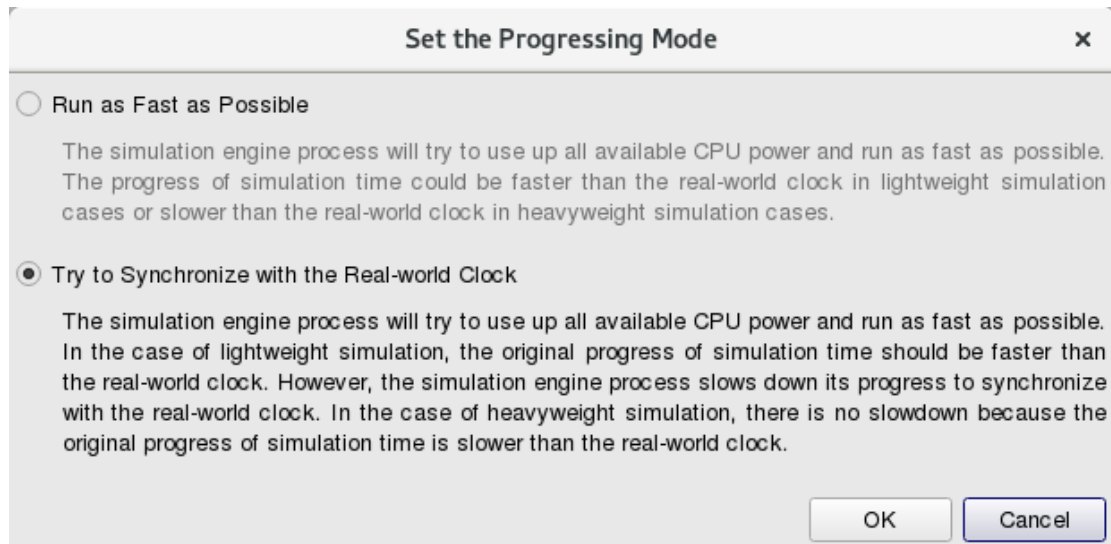 Set the Progressing Mode
Run as Fast as Possible
The simulation engine process will try to use up all available CPU power and run as fast as possible.
The progress of simulation time could be faster than the real-world clock in lightweight simulation
cases or slower than the real-world clock in heavyweight simulation cases.
Try to Synchronize with the Real-world Clock
The simulation engine process will try to use up all available CPU power and run as fast as possible.
In the case of lightweight simulation, the original progress of simulation time should be faster than
the real-world clock. However, the simulation engine process slows down its progress to synchronize
with the real-world clock. In the case of heavyweight simulation, there is no slowdown because the
original progress of simulation time is slower than the real-world clock.
OK
Cancel